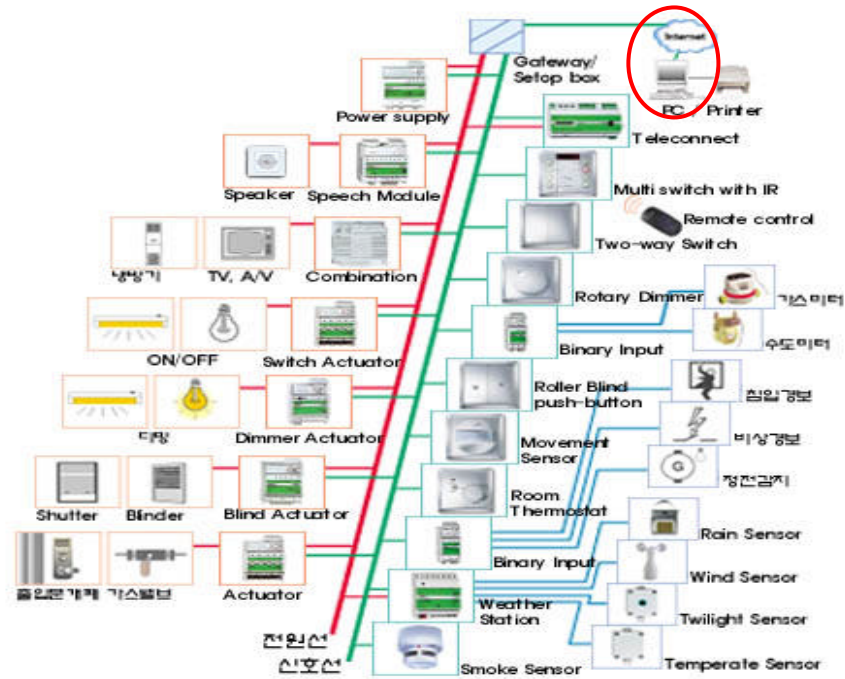 Internet
Gateway/
Setop box
PC / Printer
Power supply
Teleconnect
Speaker
Speech Module
Multi switch with IR
Remote control
Two-way Switch
냉방기
TV, A/V
Combination
Rotary Dimmer
가스미터
ON/OFF
Switch Actuator
Binary Input
수도미터
Roller Blind
push-button
침입경보
디밍
Dimmer Actuator
Movement
Sensor
비상경보
G
정전감지
Shutter
Blinder
Blind Actuator
Room
Thermostat
Rain Sensor
Binary Input
Wind Sensor
출입문개폐
가스밸브
Actuator
Weather
Station
Twilight Sensor
전원선
신호선
Smoke Sensor
Temperate Sensor